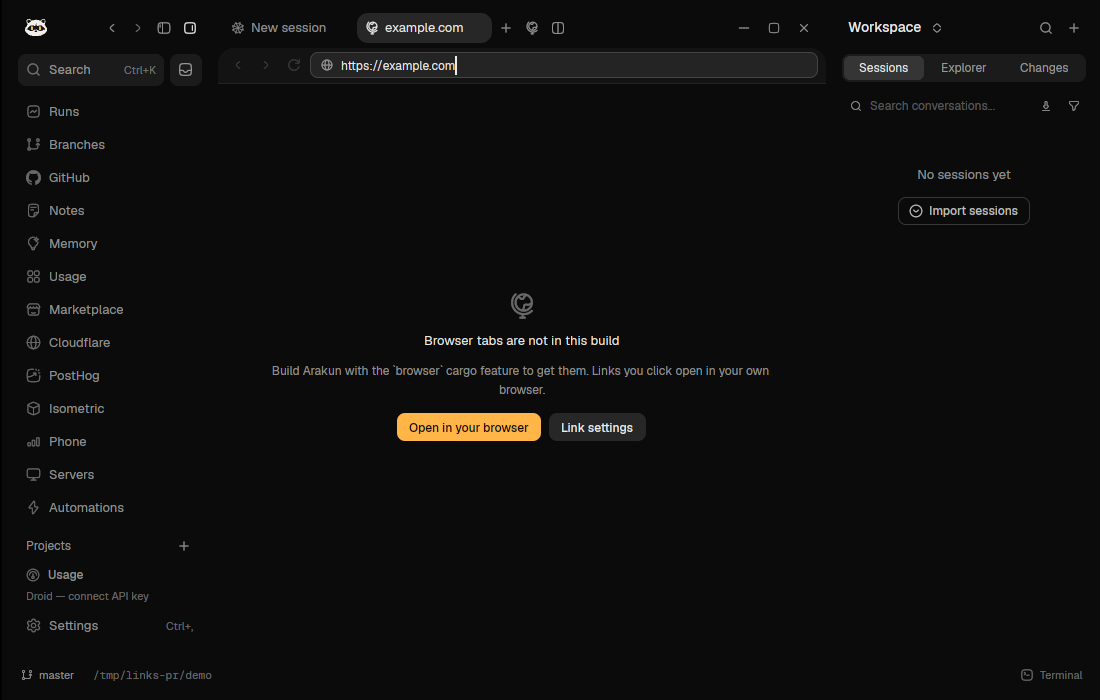 New session
example.com
Workspace
Search
Ctrl+K
https://example.com
Sessions
Explorer
Changes
Search conversations...
Runs
Branches
GitHub
Notes
Memory
Usage
Marketplace
Cloudflare
PostHog
Isometric
Phone
Servers
Automations
Projects
Usage
Droid — connect API key
Settings
Ctrl+,
No sessions yet
Import sessions
Browser tabs are not in this build
Build Arakun with the `browser` cargo feature to get them. Links you click open in your own
browser.
Open in your browser
Link settings
master
/tmp/links-pr/demo
Terminal